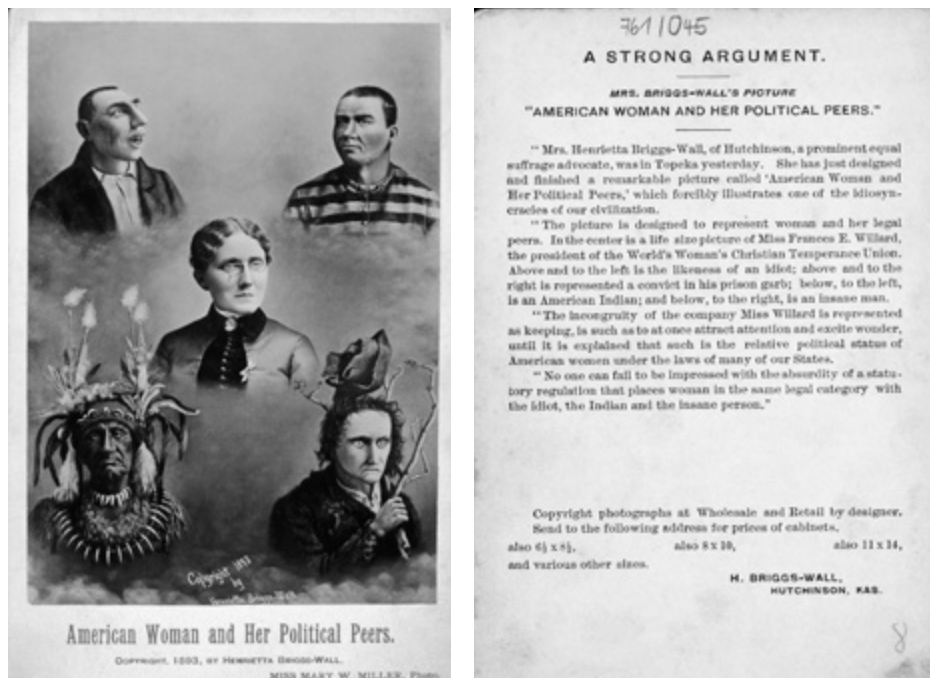 Copyright 1893
by
Henrietta Briggs-Wall
American Woman and Her Political Peers.
COPYRIGHT, 1893, BY HENRIETTA BRIGGS-WALL.
MISS MARY W. MILLER, Photo.
761/045
A STRONG ARGUMENT.
MRS. BRIGGS-WALL'S PICTURE
"AMERICAN WOMAN AND HER POLITICAL PEERS."
"Mrs. Henrietta Briggs-Wall, of Hutchinson, a prominent equal
suffrage advocate, was in Topeka yesterday. She has just designed
and finished a remarkable picture called 'American Woman and
Her Political Peers,' which forcibly illustrates one of the idiosyn-
cracies of our civilization.
"The picture is designed to represent woman and her legal
peers. In the center is a life size picture of Miss Frances E. Willard,
the president of the World's Woman's Christian Temperance Union.
Above and to the left is the likeness of an idiot; above and to the
right is represented a convict in his prison garb; below, to the left,
is an American Indian; and below, to the right, is an insane man.
"The incongruity of the company Miss Willard is represented
as keeping, is such as to at once attract attention and excite wonder,
until it is explained that such is the relative political status of
American women under the laws of many of our States.
"No one can fail to be impressed with the absurdity of a statu-
tory regulation that places woman in the same legal category with
the idiot, the Indian and the insane person."
Copyright photographs at Wholesale and Retail by designer.
Send to the following address for prices of cabinets,
also 6½ x 8½, also 8 x 10, also 11 x 14,
and various other sizes.
H. BRIGGS-WALL,
HUTCHINSON, KAS.
8